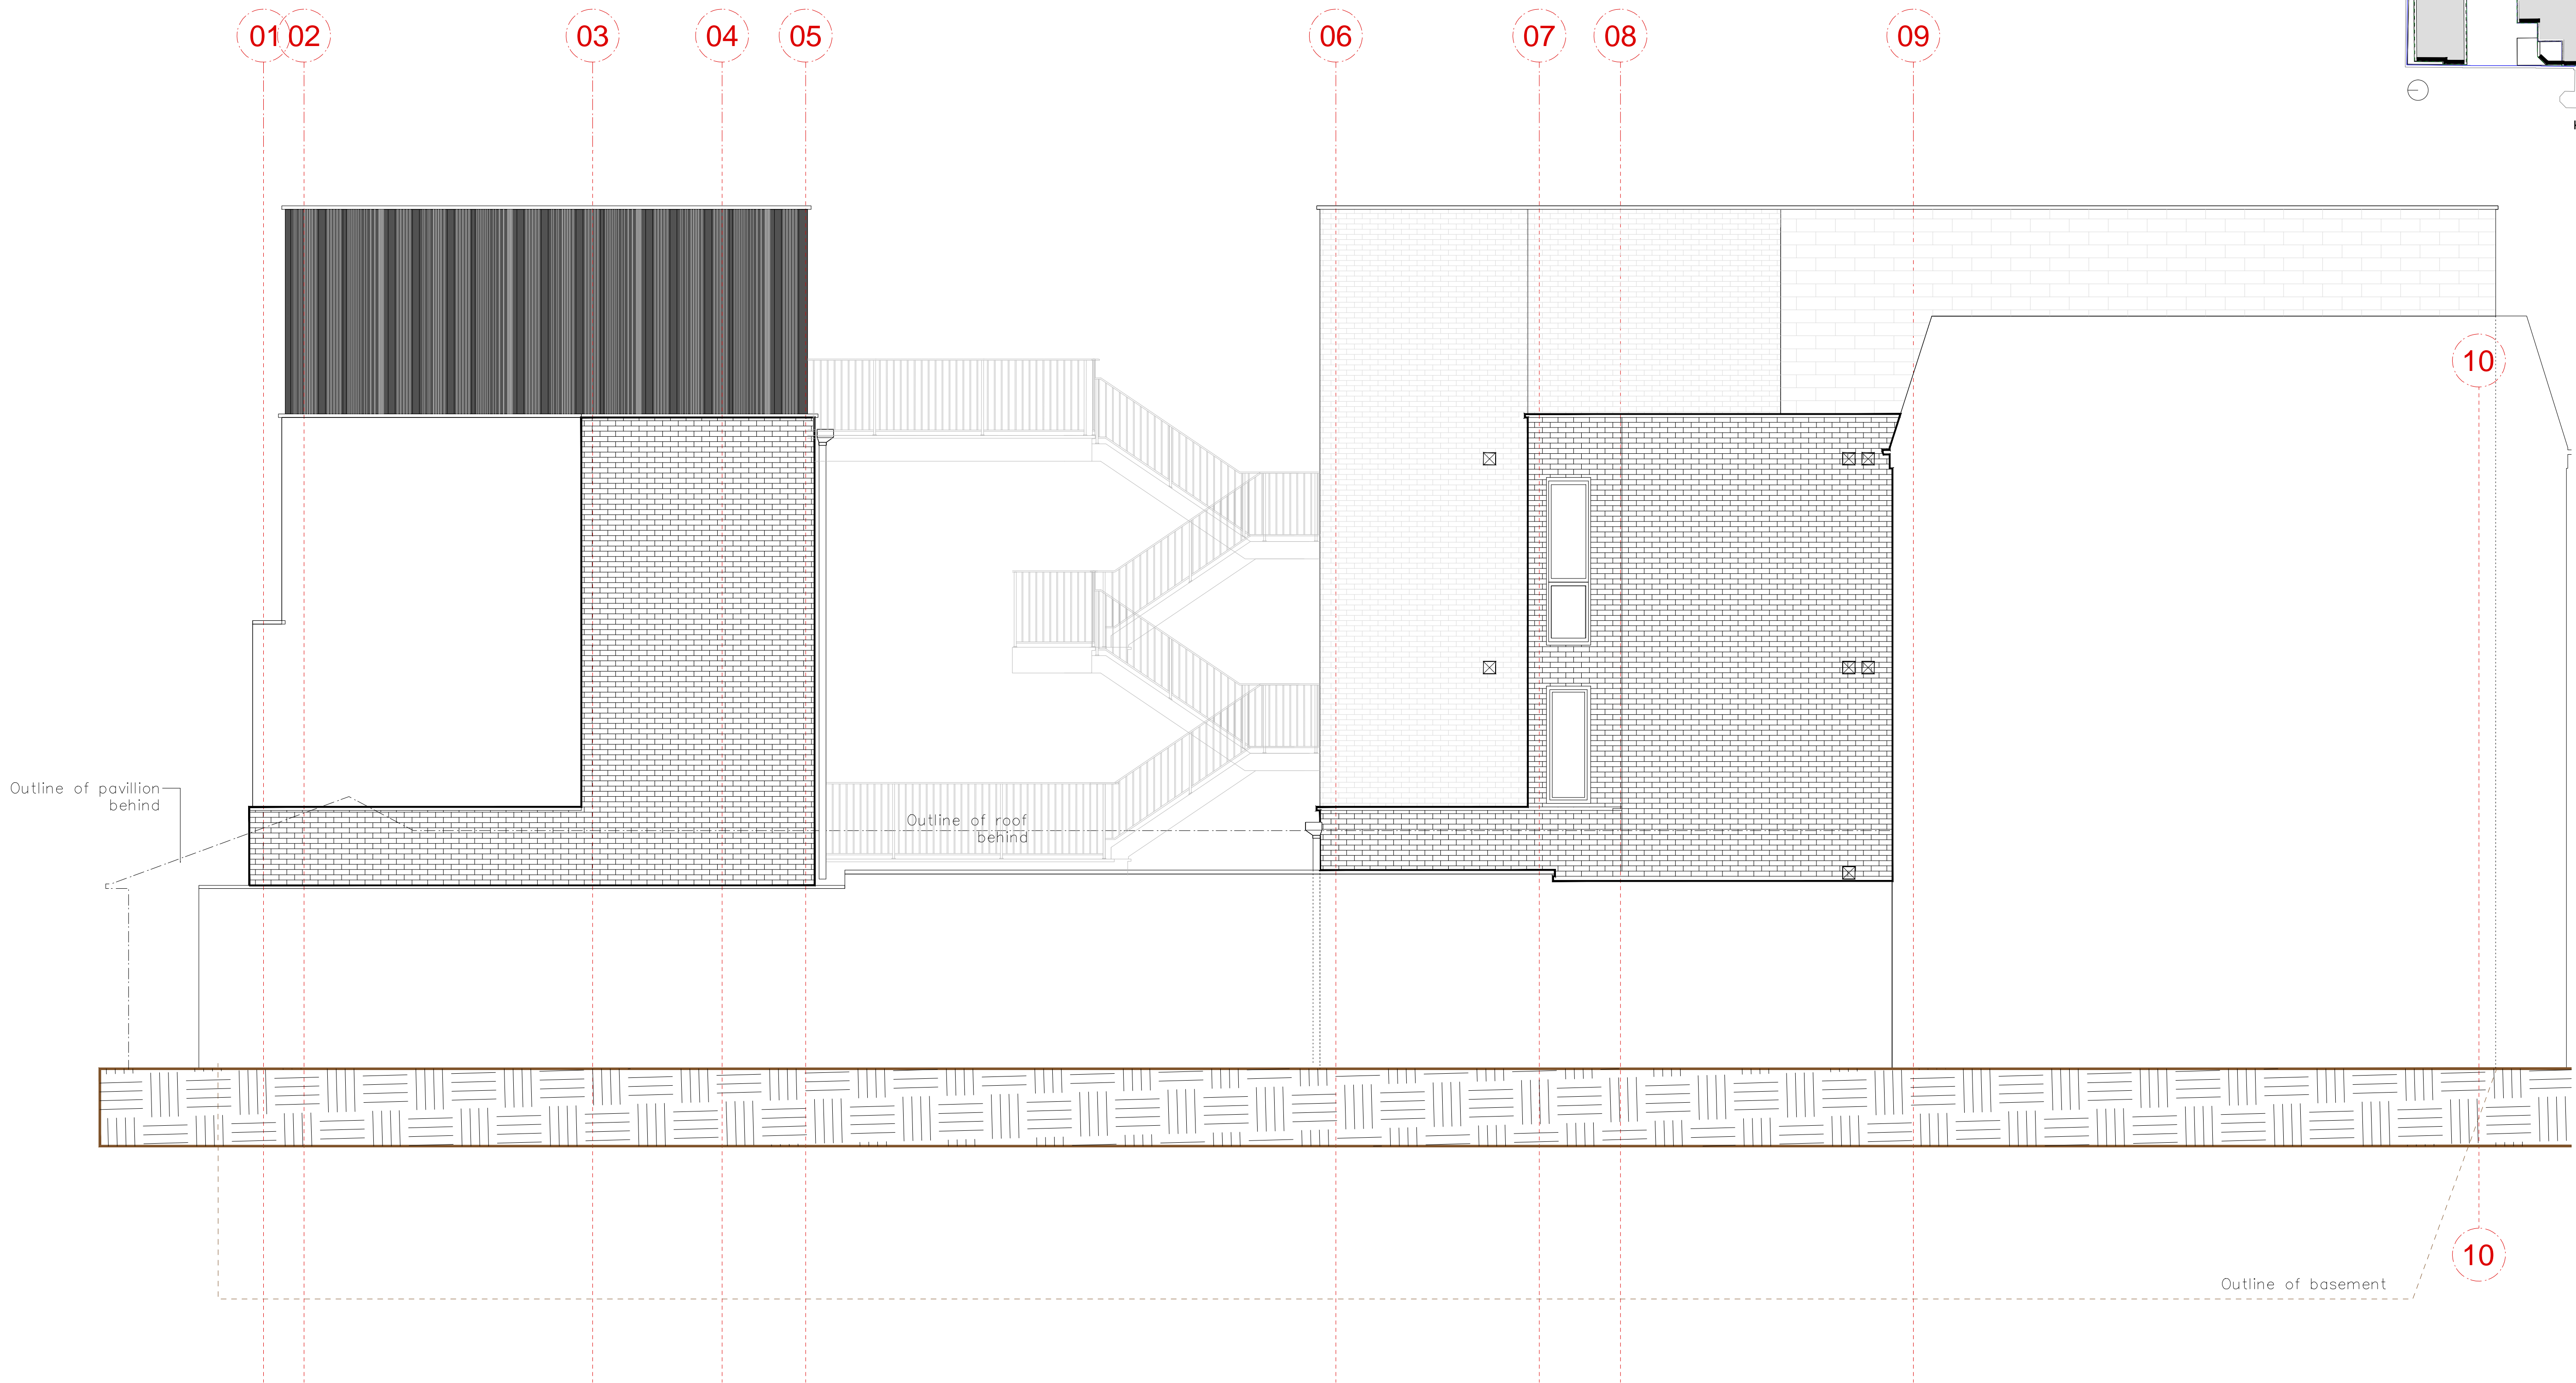 01
02
03
04
05
06
07
08
09
10
Outline of pavillion
behind
Outline of roof
behind
10
Outline of basement